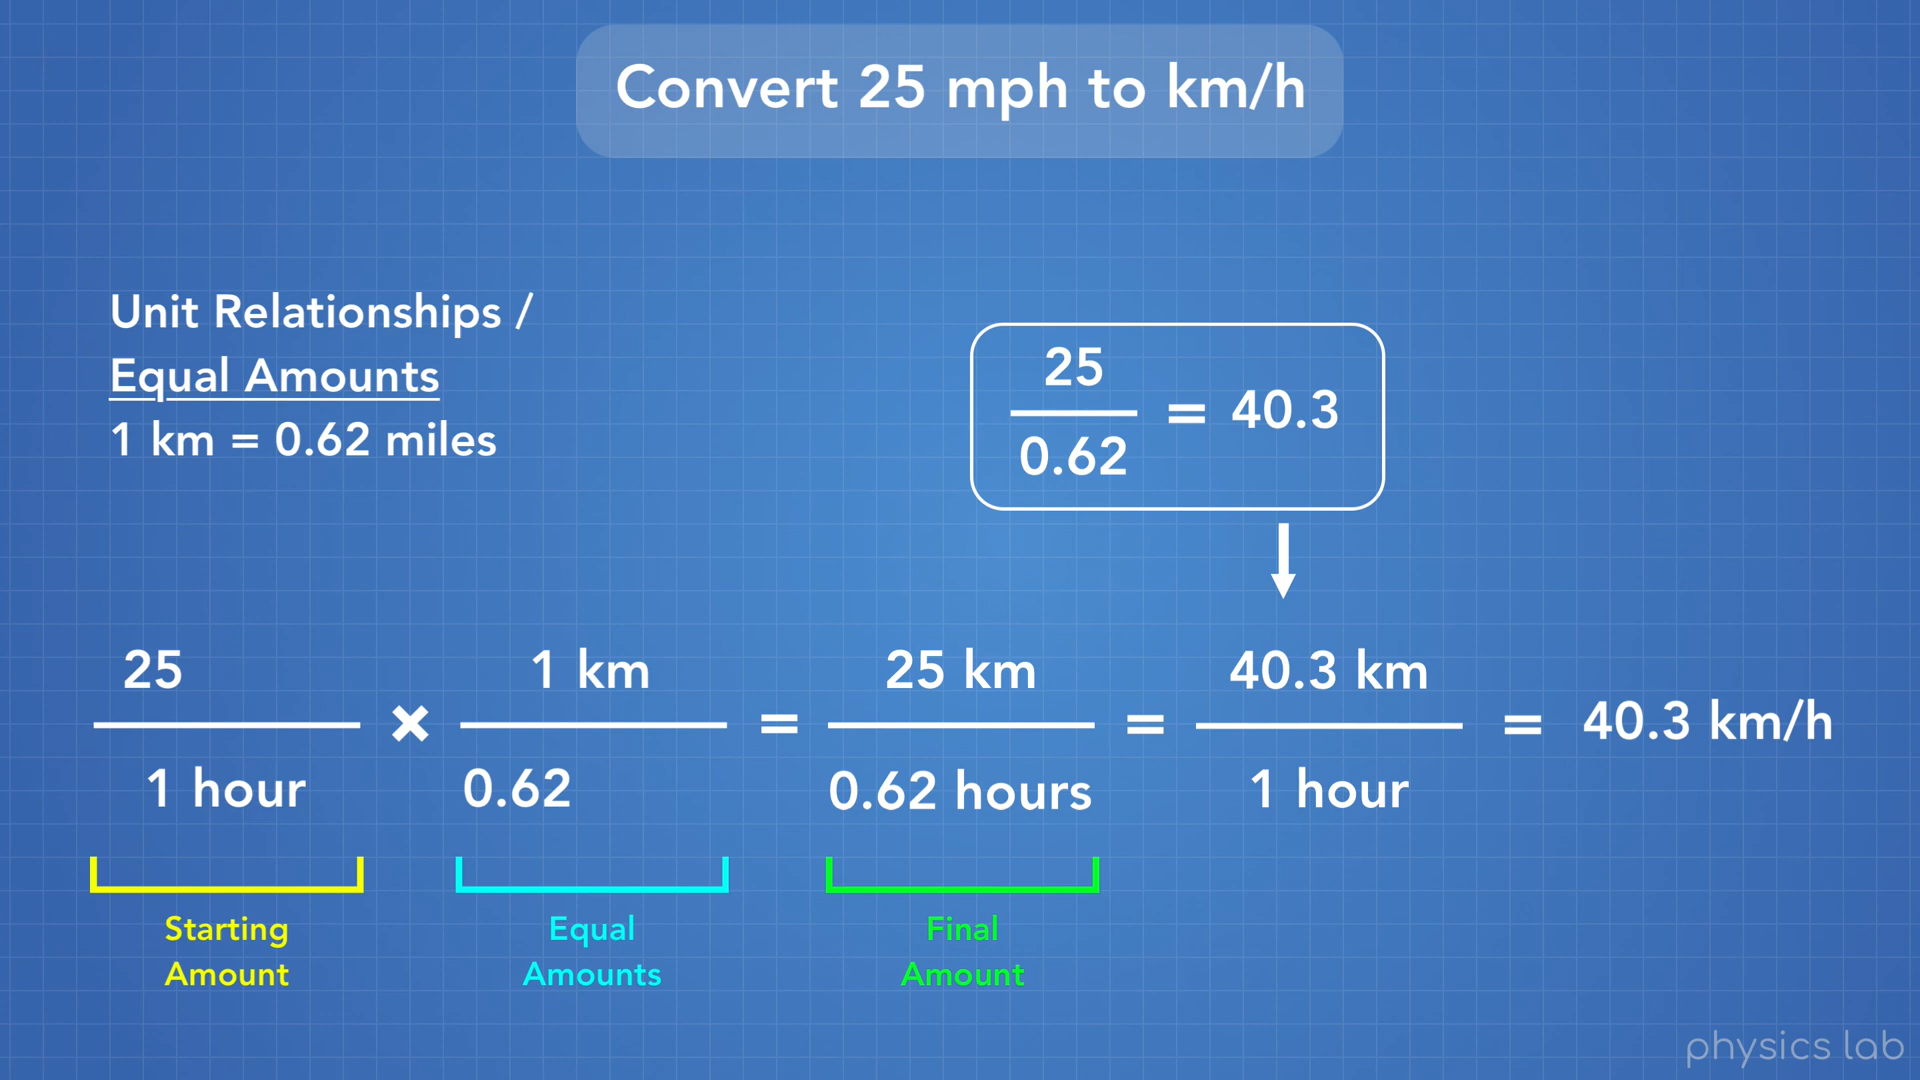 Convert 25 mph to km/h
Unit Relationships /
Equal Amounts
1 km = 0.62 miles
25
0.62
= 40.3
25
1 hour
×
1 km
0.62
=
25 km
0.62 hours
=
40.3 km
1 hour
= 40.3 km/h
Starting
Amount
Equal
Amounts
Final
Amount
physics lab